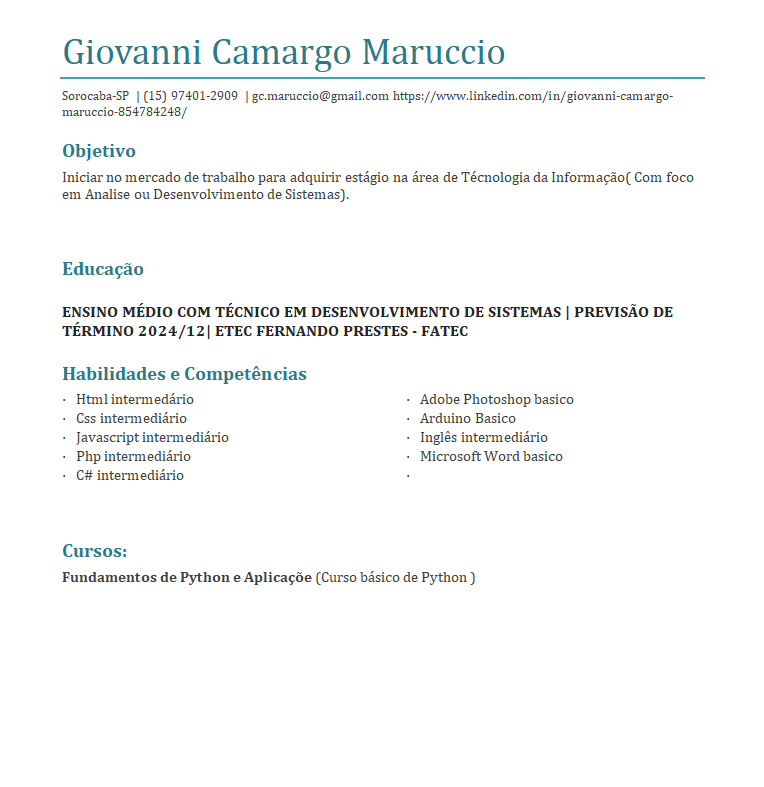 Giovanni Camargo Maruccio
Sorocaba-SP | (15) 97401-2909 | gc.maruccio@gmail.com https://www.linkedin.com/in/giovanni-camargo-
maruccio-854784248/
Objetivo
Iniciar no mercado de trabalho para adquirir estágio na área de Técnologia da Informação( Com foco
em Analise ou Desenvolvimento de Sistemas).
Educação
ENSINO MÉDIO COM TÉCNICO EM DESENVOLVIMENTO DE SISTEMAS | PREVISÃO DE
TÉRMINO 2024/12| ETEC FERNANDO PRESTES - FATEC
Habilidades e Competências
· Html intermedário
· Css intermediário
· Javascript intermediário
· Php intermediário
· C# intermediário
· Adobe Photoshop basico
· Arduino Basico
· Inglês intermediário
· Microsoft Word basico
·
Cursos:
Fundamentos de Python e Aplicaçõe (Curso básico de Python )